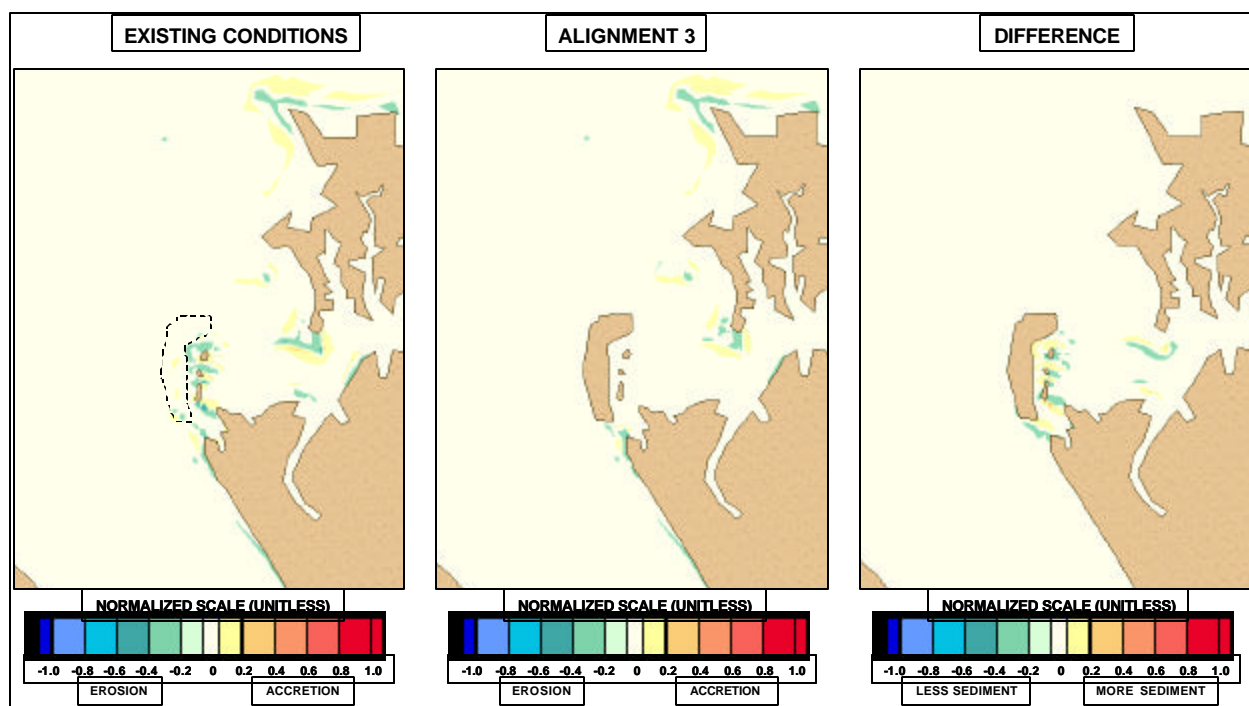 EXISTING CONDITIONS
ALIGNMENT 3
DIFFERENCE
NORMALIZED SCALE (UNITLESS)
-1.0 -0.8 -0.6 -0.4 -0.2 0 0.2 0.4 0.6 0.8 1.0
EROSION ACCRETION
NORMALIZED SCALE (UNITLESS)
-1.0 -0.8 -0.6 -0.4 -0.2 0 0.2 0.4 0.6 0.8 1.0
EROSION ACCRETION
NORMALIZED SCALE (UNITLESS)
-1.0 -0.8 -0.6 -0.4 -0.2 0 0.2 0.4 0.6 0.8 1.0
LESS SEDIMENT MORE SEDIMENT